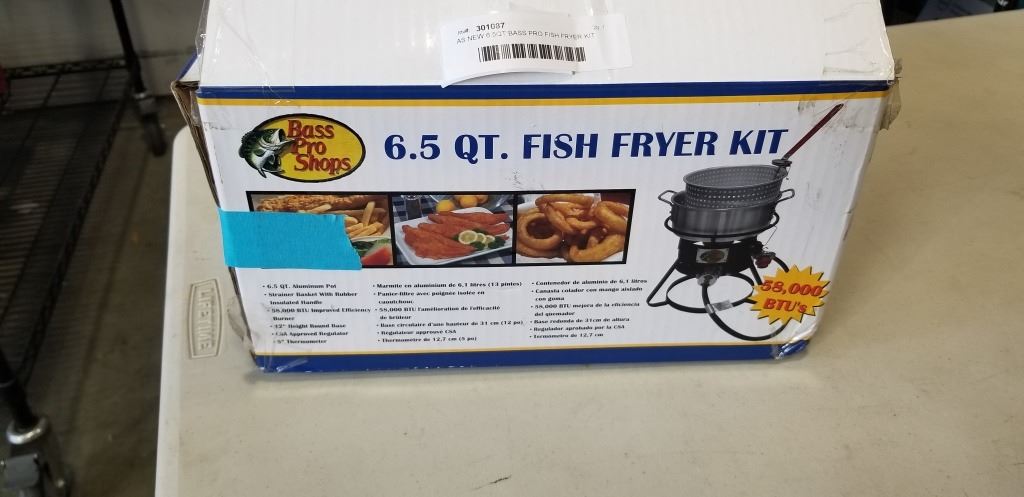 301037
AS NEW 6.5QT BASS PRO FISH FRYER KIT
Bass
Pro
Shops
6.5 QT. FISH FRYER KIT
• 6.5 QT. Aluminum Pot
• Strainer Basket With Rubber
Insulated Handle
• 58,000 BTU Improved Efficiency
Burner
• 12" Height Round Base
• CSA Approved Regulator
• 5" Thermometer
• Marmite en aluminium de 6,1 litres (13 pintes)
• Panier-filtre avec poignée isolée en
caoutchouc
• 58,000 BTU l'amélioration de l'efficacité
de brûleur
• Base circulaire d'une hauteur de 31 cm (12 po)
• Régulateur approuvé CSA
• Thermomètre de 12,7 cm (5 po)
• Contenedor de aluminio de 6,1 litros
• Canasta colador con mango aislado
con goma
• 58,000 BTU mejora de la eficiencia
del quemador
• Base redonda de 31cm de altura
• Regulador aprobado por la CSA
• Termometro de 12,7 cm
58,000
BTU's
RUBBERMAID